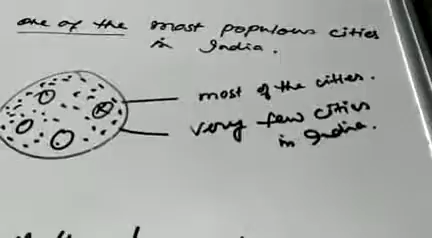 one of the most populous cities
in India.
most of the cities.
very few cities
in India.